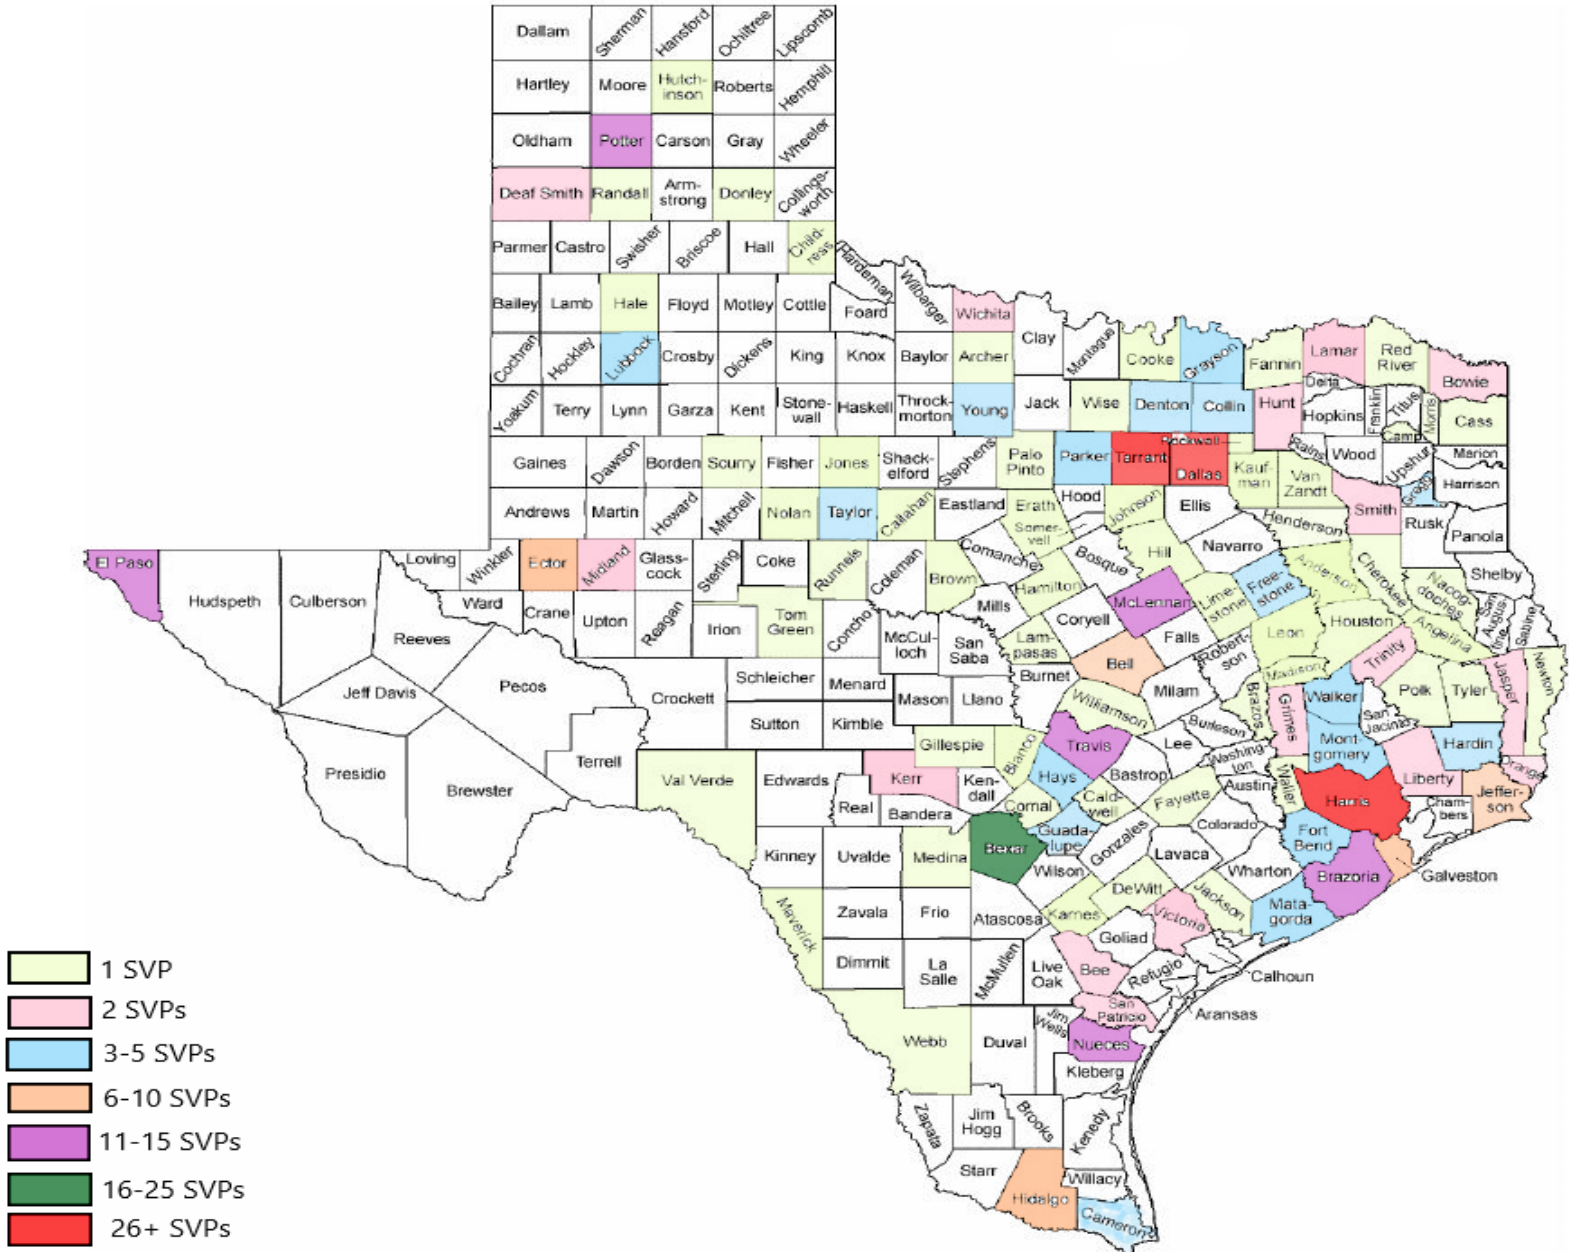 Dallam
Sherman
Hansford
Ochiltree
Lipscomb
Hartley
Moore
Hutch-
inson
Roberts
Hemphill
Oldham
Potter
Carson
Gray
Wheeler
Deaf Smith
Randall
Arm-
strong
Donley
Collings-
worth
Parmer
Castro
Swisher
Briscoe
Hall
Child-
ress
Hardeman
Bailey
Lamb
Hale
Floyd
Motley
Cottle
Foard
Wilbarger
Wichita
Clay
Montague
Cooke
Grayson
Fannin
Lamar
Red
River
Bowie
Cochran
Hockley
Lubbock
Crosby
Dickens
King
Knox
Baylor
Archer
Yoakum
Terry
Lynn
Garza
Kent
Stone-
wall
Haskell
Throck-
morton
Young
Jack
Wise
Denton
Collin
Hunt
Delta
Hopkins
Franklin
Titus
Morris
Cass
Camp
Gaines
Dawson
Borden
Scurry
Fisher
Jones
Shack-
elford
Stephens
Palo
Pinto
Parker
Tarrant
Dallas
Rockwall
Kauf-
man
Rains
Wood
Upshur
Marion
Van
Zandt
Gregg
Harrison
Andrews
Martin
Howard
Mitchell
Nolan
Taylor
Callahan
Eastland
Erath
Hood
Somer-
vell
Johnson
Ellis
Henderson
Smith
Rusk
Panola
El Paso
Hudspeth
Culberson
Loving
Winkler
Ector
Midland
Glass-
cock
Sterling
Coke
Runnels
Coleman
Brown
Comanche
Hamilton
Bosque
Hill
Navarro
Free-
stone
Anderson
Cherokee
Nacog-
doches
Shelby
San
Augus-
tine
Sabine
Reeves
Ward
Crane
Upton
Reagan
Irion
Tom
Green
Concho
McCul-
loch
San
Saba
Mills
Lam-
pasas
Coryell
McLennan
Lime-
stone
Falls
Leon
Houston
Angelina
Jeff Davis
Pecos
Crockett
Schleicher
Menard
Mason
Llano
Burnet
Bell
Milam
Robert-
son
Madison
Trinity
Polk
Tyler
Jasper
Newton
Sutton
Kimble
Williamson
Burleson
Brazos
Grimes
Walker
San
Jacinto
Presidio
Brewster
Terrell
Val Verde
Edwards
Gillespie
Blanco
Travis
Lee
Washing-
ton
Mont-
gomery
Hardin
Liberty
Orange
Kerr
Ken-
dall
Hays
Bastrop
Austin
Waller
Harris
Cham-
bers
Jeffer-
son
Real
Bandera
Comal
Cald-
well
Fayette
Kinney
Uvalde
Medina
Bexar
Guada-
lupe
Gonzales
Colorado
Fort
Bend
Galveston
Wilson
Lavaca
Wharton
Brazoria
Maverick
Zavala
Frio
Atascosa
Karnes
DeWitt
Jackson
Mata-
gorda
Victoria
Goliad
Dimmit
La
Salle
McMullen
Live
Oak
Bee
Refugio
Calhoun
Aransas
San
Patricio
Webb
Duval
Jim
Wells
Nueces
Kleberg
Zapata
Jim
Hogg
Brooks
Kenedy
Starr
Hidalgo
Willacy
Cameron
1 SVP
2 SVPs
3-5 SVPs
6-10 SVPs
11-15 SVPs
16-25 SVPs
26+ SVPs